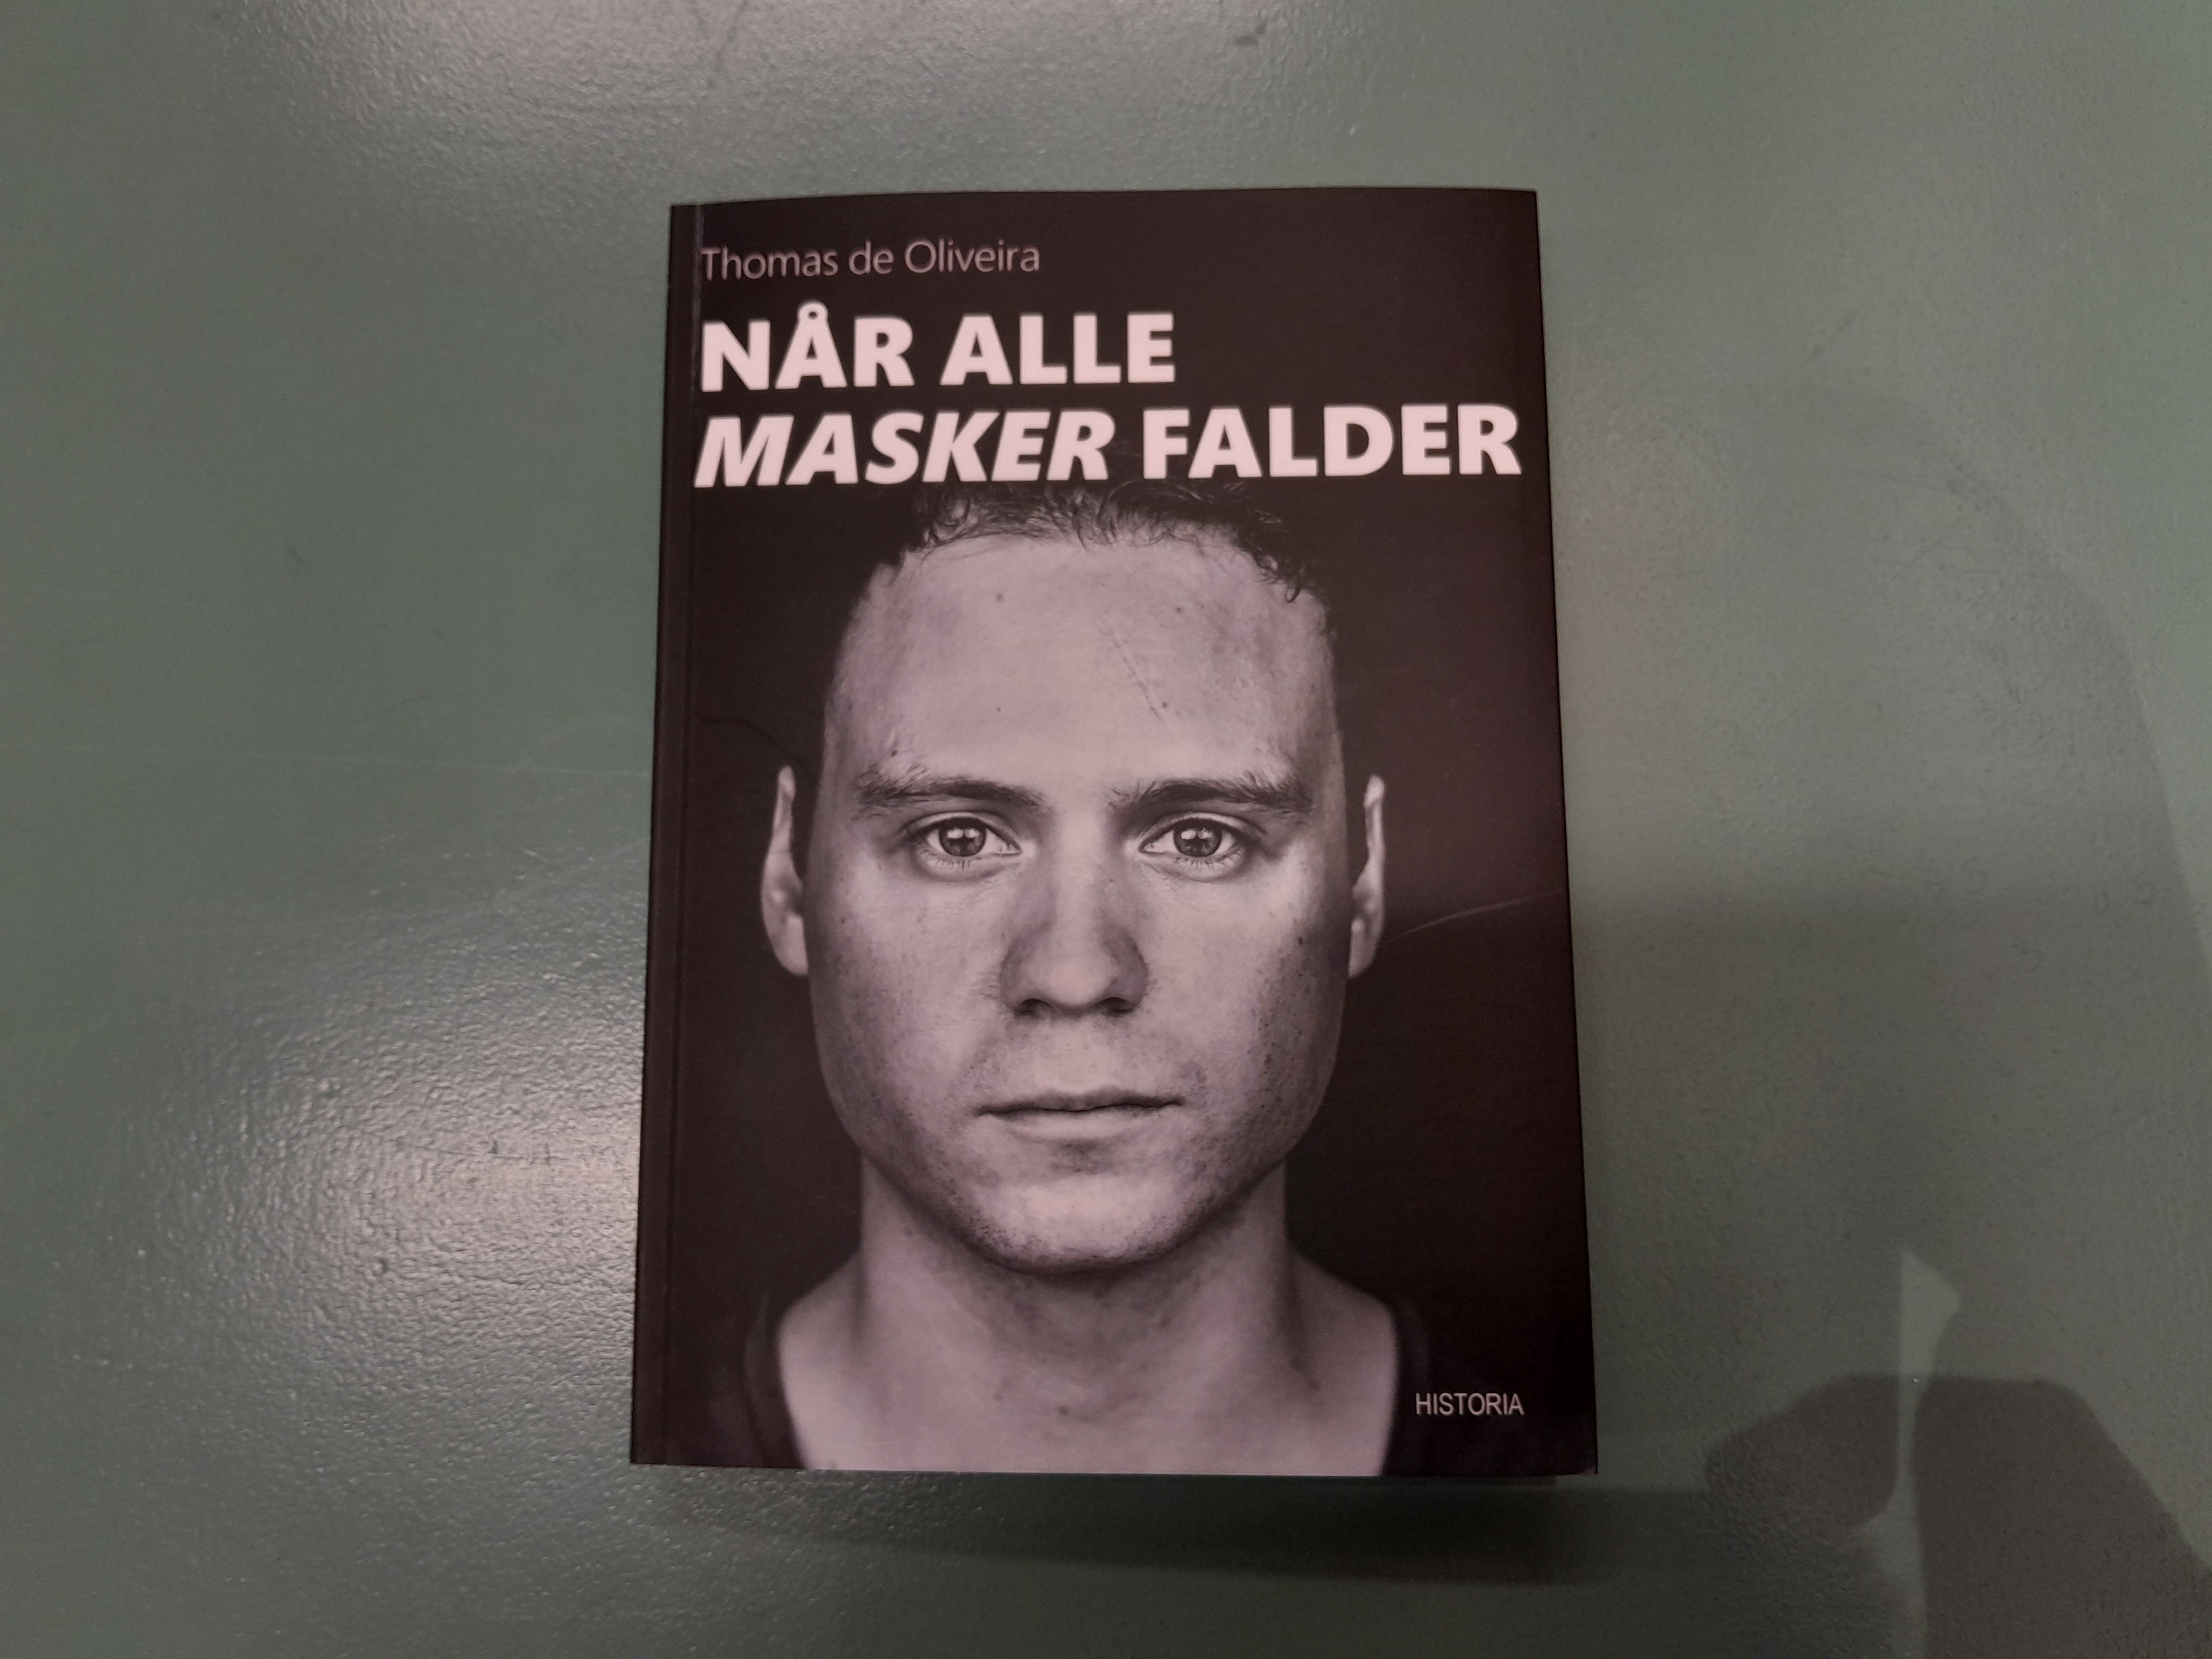 Thomas de Oliveira
NÅR ALLE
MASKER FALDER
HISTORIA